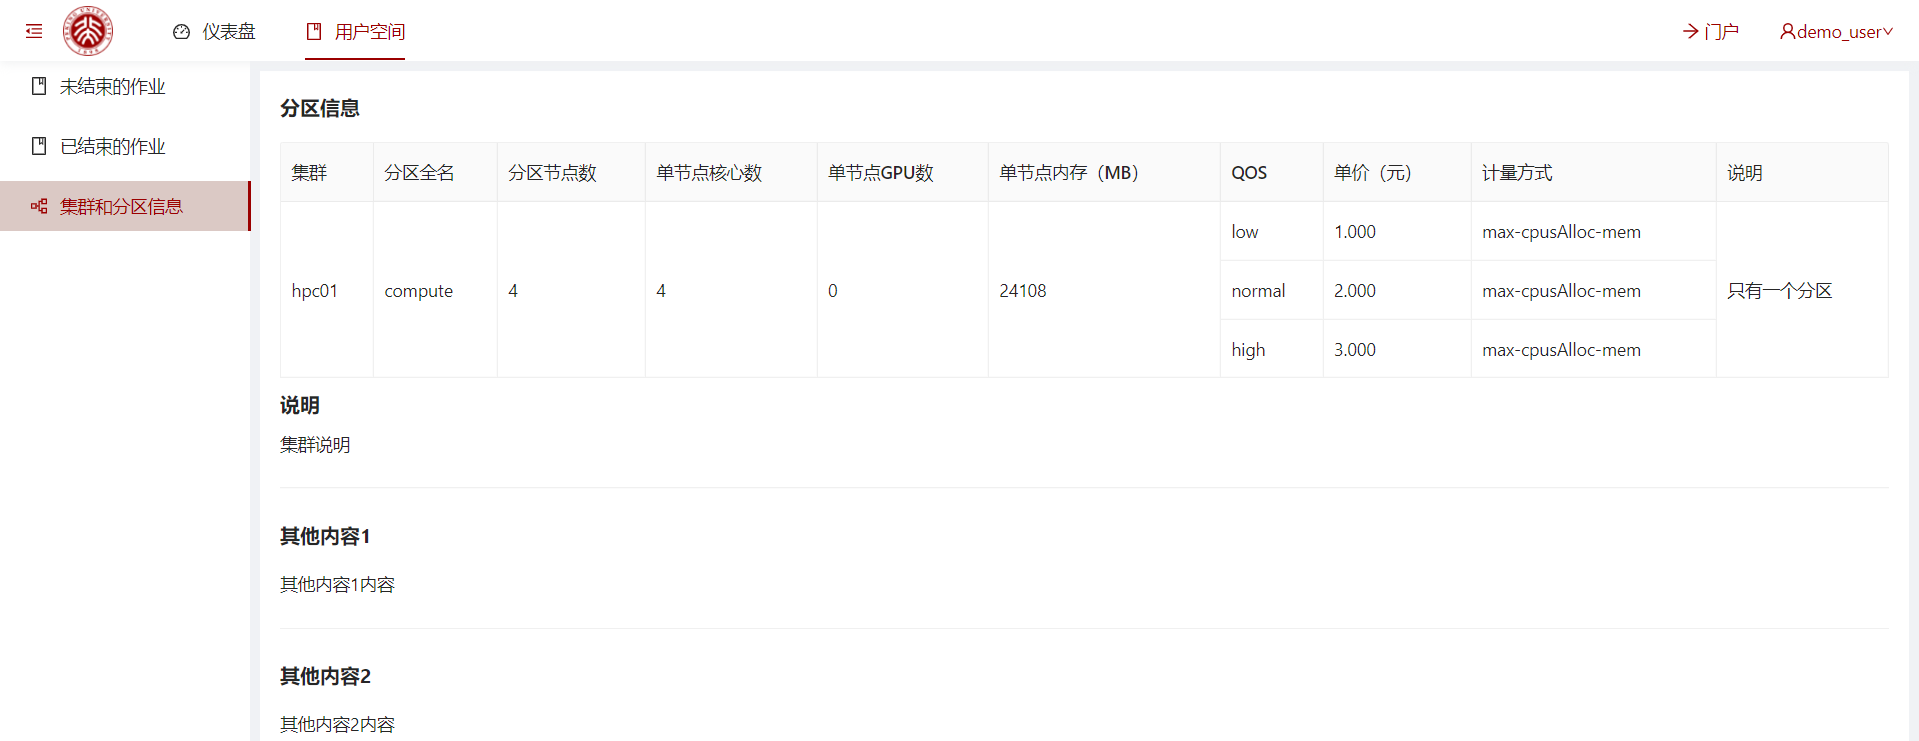 仪表盘 用户空间 门户 demo_user
未结束的作业
已结束的作业
集群和分区信息
分区信息
集群 分区全名 分区节点数 单节点核心数 单节点GPU数 单节点内存（MB） QOS 单价（元） 计量方式 说明
low 1.000 max-cpusAlloc-mem
hpc01 compute 4 4 0 24108 normal 2.000 max-cpusAlloc-mem 只有一个分区
high 3.000 max-cpusAlloc-mem
说明
集群说明
其他内容1
其他内容1内容
其他内容2
其他内容2内容